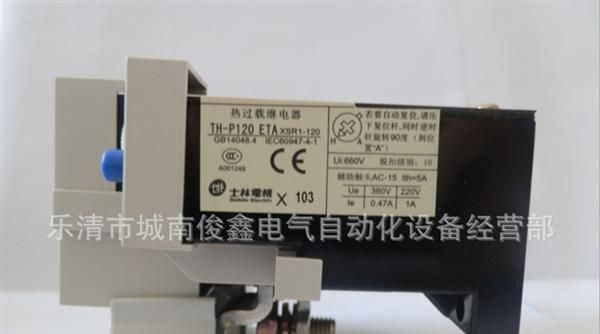 热过载继电器
TH-P120 ETA XSR1-120
GB14048.4 IEC60947-4-1
A001249
士林電機
Shihlin Electric
X 103
H
A
若要自动复位,请压
下复位杆,同时逆时
针旋转90度（到位
置"A"）
Ui:660V 脱扣级别: 10
辅助触头AC-15 Ith=5A
Ue 380V 220V
Ie 0.47A 1A
乐清市城南俊鑫电气自动化设备经营部